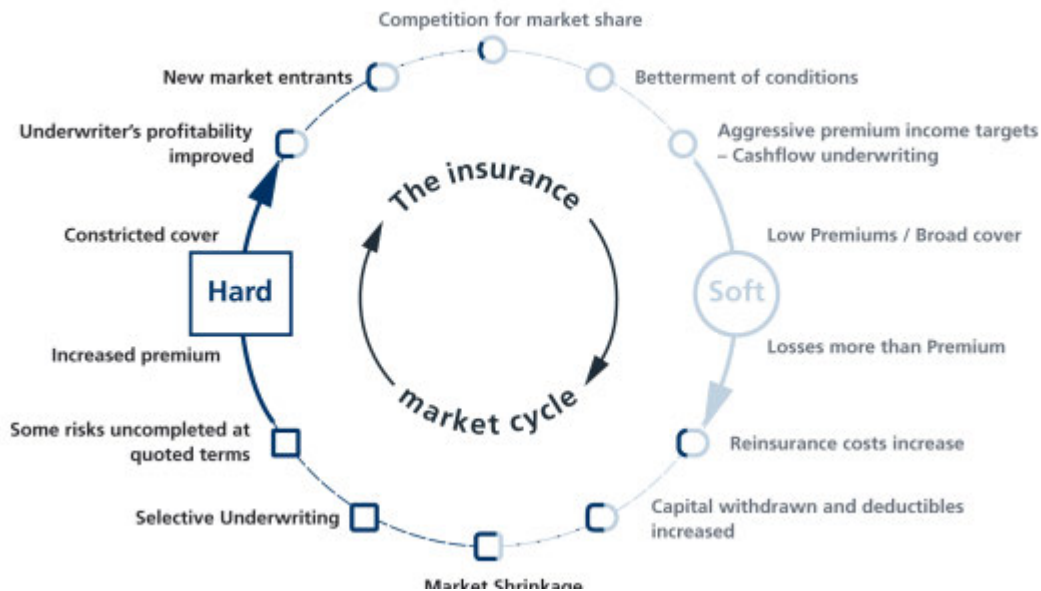 Competition for market share
New market entrants
Betterment of conditions
Underwriter's profitability
improved
Aggressive premium income targets
– Cashflow underwriting
The insurance
Constricted cover
Low Premiums / Broad cover
Hard
Soft
Increased premium
Losses more than Premium
market cycle
Some risks uncompleted at
quoted terms
Reinsurance costs increase
Selective Underwriting
Capital withdrawn and deductibles
increased
Market Shrinkage